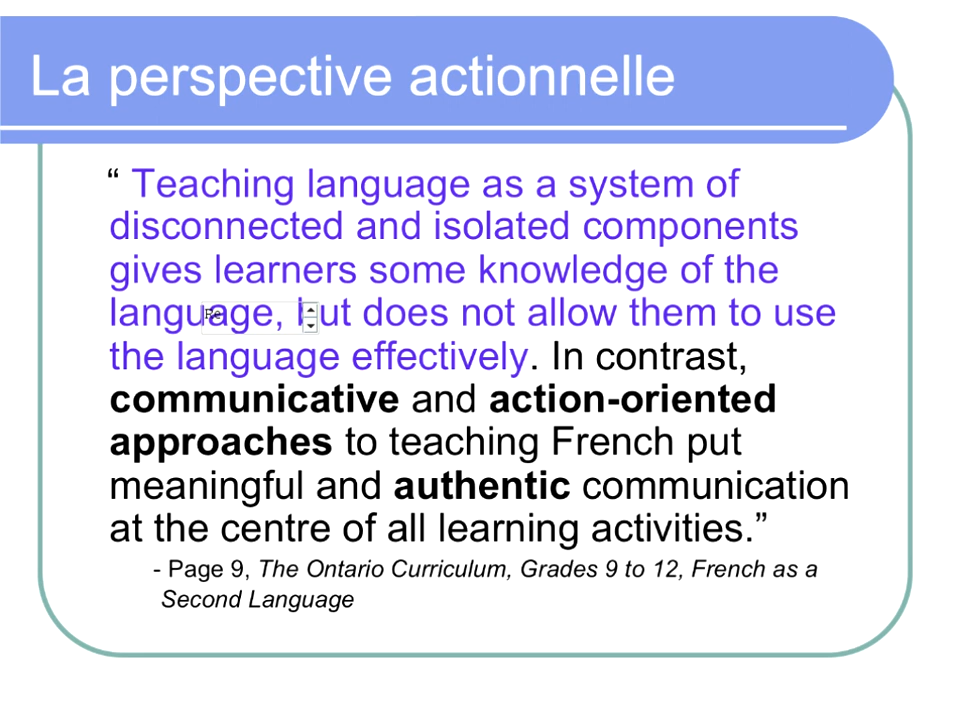 La perspective actionnelle
“ Teaching language as a system of
disconnected and isolated components
gives learners some knowledge of the
language, but does not allow them to use
the language effectively. In contrast,
communicative and action-oriented
approaches to teaching French put
meaningful and authentic communication
at the centre of all learning activities.”
- Page 9, The Ontario Curriculum, Grades 9 to 12, French as a
Second Language